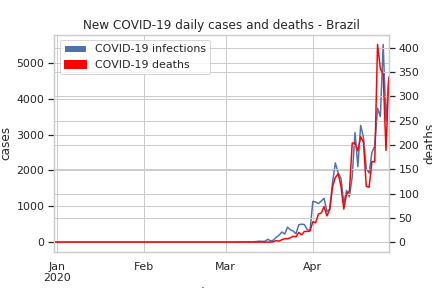 New COVID-19 daily cases and deaths - Brazil
COVID-19 infections
COVID-19 deaths
cases
5000
4000
3000
2000
1000
0
deaths
400
350
300
250
200
150
100
50
0
Jan
2020
Feb
Mar
Apr